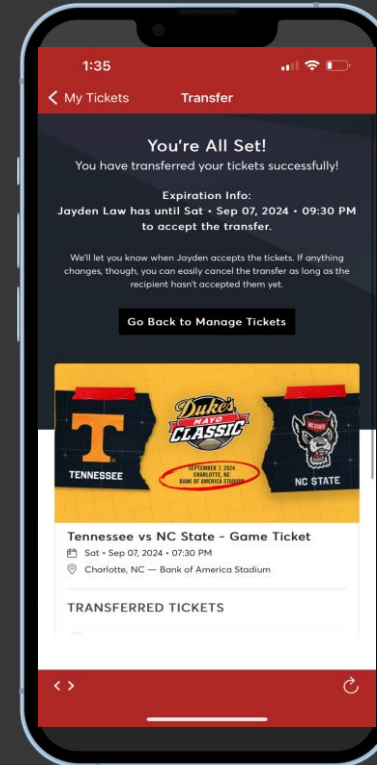 1:35
My Tickets Transfer
You're All Set!
You have transferred your tickets successfully!
Expiration Info:
Jayden Law has until Sat • Sep 07, 2024 • 09:30 PM
to accept the transfer.
We'll let you know when Jayden accepts the tickets. If anything
changes, though, you can easily cancel the transfer as long as the
recipient hasn't accepted them yet.
Go Back to Manage Tickets
T
TENNESSEE
Duke's
MAYO
CLASSIC
SEPTEMBER 7, 2024
CHARLOTTE, NC
BANK OF AMERICA STADIUM
NC STATE
Tennessee vs NC State - Game Ticket
Sat • Sep 07, 2024 • 07:30 PM
Charlotte, NC — Bank of America Stadium
TRANSFERRED TICKETS